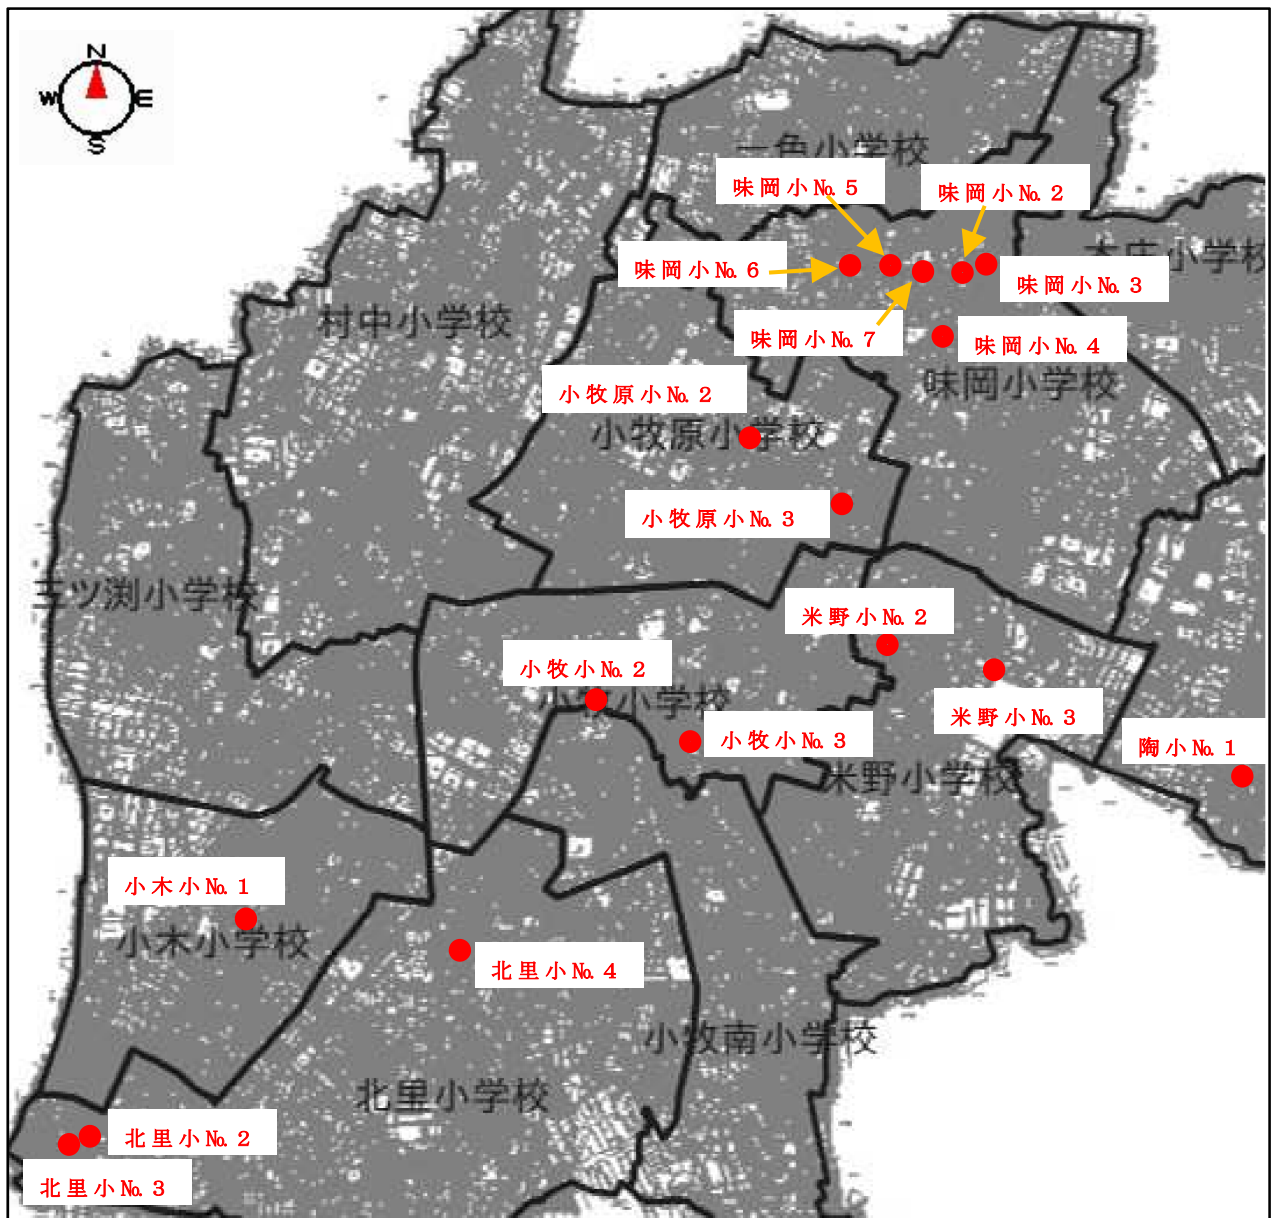 N
W E
S
一色小学校
味岡小№5
味岡小№2
本庄小学校
味岡小№6
味岡小№3
村中小学校
味岡小№7
味岡小№4
味岡小学校
小牧原小№2
小牧原小学校
小牧原小№3
三ツ渕小学校
米野小№2
小牧小№2
小牧小学校
米野小№3
小牧小№3
陶小№1
米野小学校
小木小№1
小木小学校
北里小№4
小牧南小学校
北里小学校
北里小№2
北里小№3